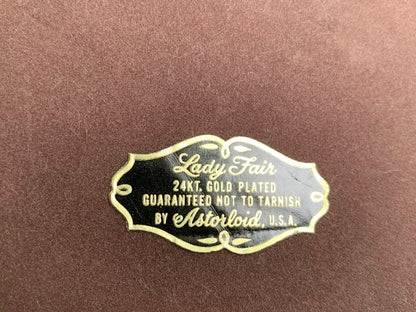 Lady Fair
24KT. GOLD PLATED
GUARANTEED NOT TO TARNISH
BY Astorloid, U.S.A.